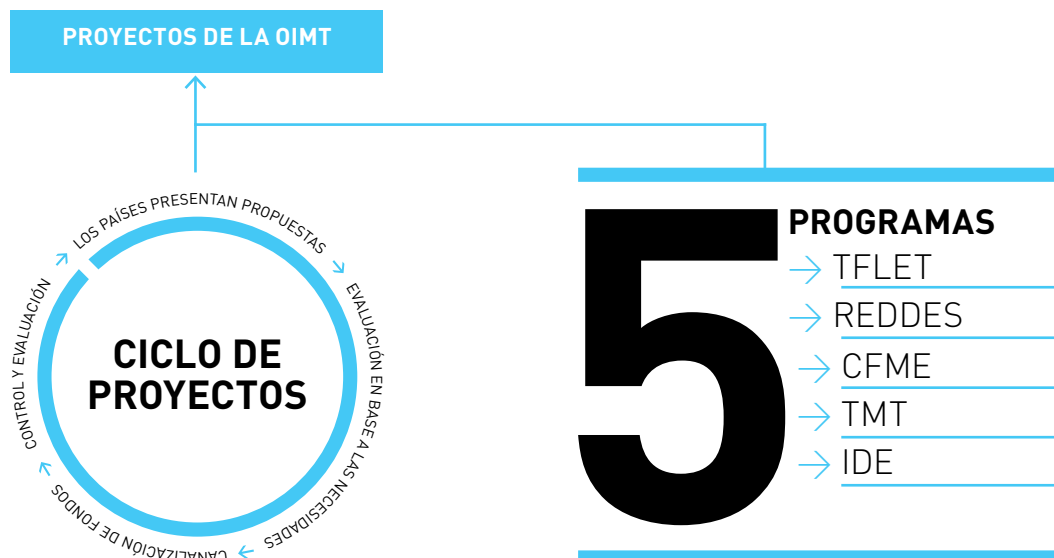 PROYECTOS DE LA OIMT
LOS PAÍSES PRESENTAN PROPUESTAS
EVALUACIÓN EN BASE A LAS NECESIDADES
CANALIZACIÓN DE FONDOS
CONTROL Y EVALUACIÓN
CICLO DE
PROYECTOS
5
PROGRAMAS
TFLET
REDDES
CFME
TMT
IDE